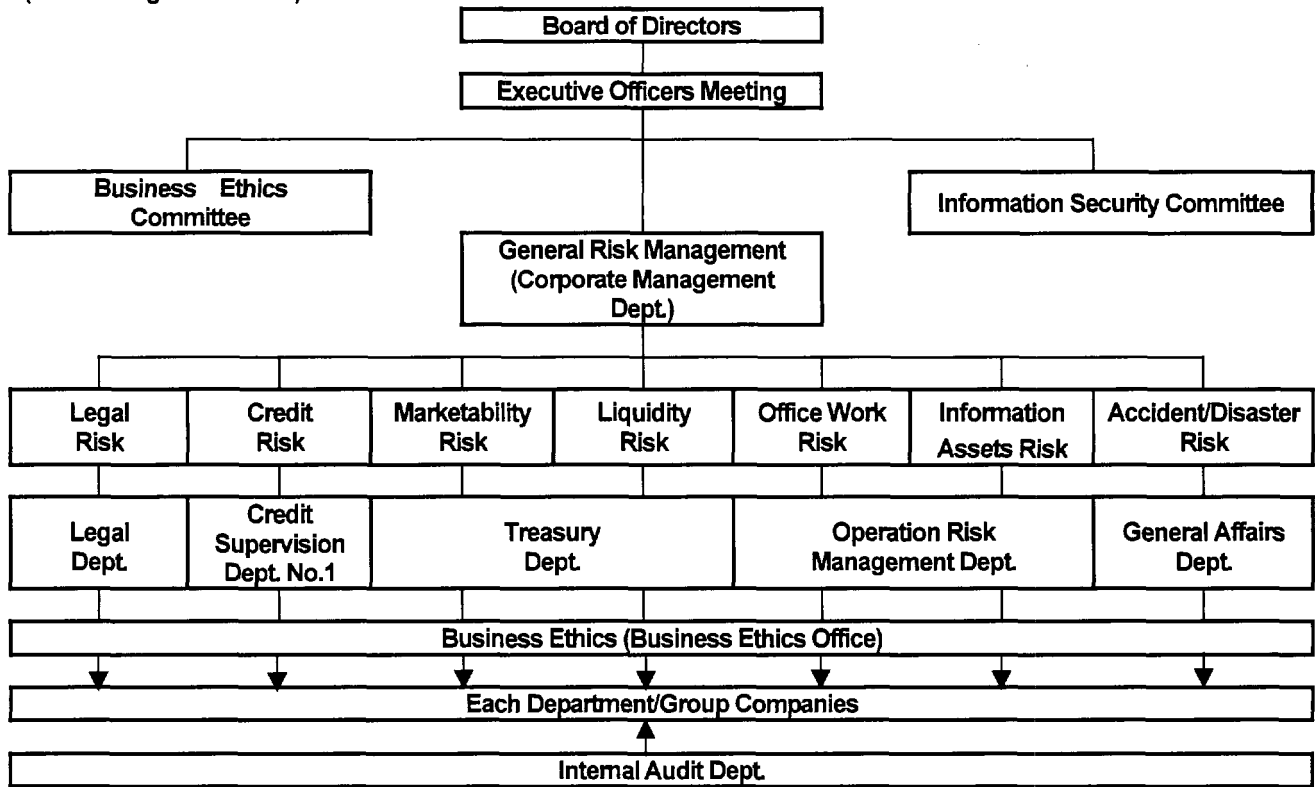 Board of Directors
Executive Officers Meeting
Business Ethics
Committee
Information Security Committee
General Risk Management
(Corporate Management
Dept.)
Legal
Risk
Credit
Risk
Marketability
Risk
Liquidity
Risk
Office Work
Risk
Information
Assets Risk
Accident/Disaster
Risk
Legal
Dept.
Credit
Supervision
Dept. No.1
Treasury
Dept.
Operation Risk
Management Dept.
General Affairs
Dept.
Business Ethics (Business Ethics Office)
Each Department/Group Companies
Internal Audit Dept.